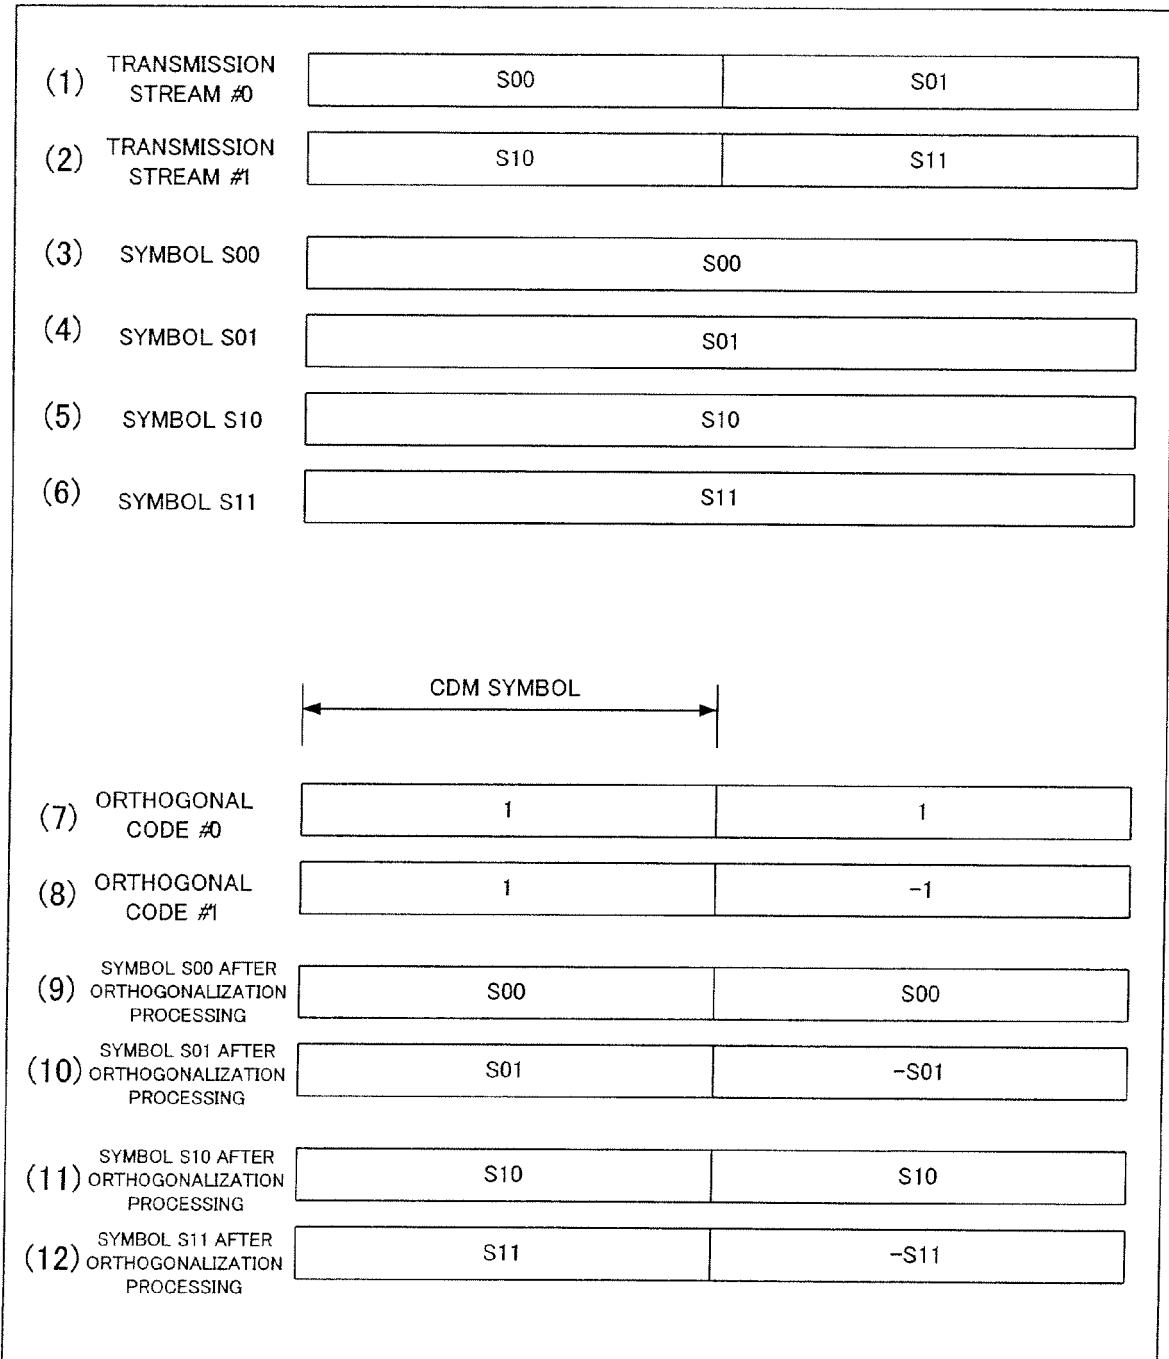 (1) TRANSMISSION STREAM #0 S00 S01
(2) TRANSMISSION STREAM #1 S10 S11
(3) SYMBOL S00 S00
(4) SYMBOL S01 S01
(5) SYMBOL S10 S10
(6) SYMBOL S11 S11
CDM SYMBOL
(7) ORTHOGONAL CODE #0 1 1
(8) ORTHOGONAL CODE #1 1 -1
(9) SYMBOL S00 AFTER ORTHOGONALIZATION PROCESSING S00 S00
(10) SYMBOL S01 AFTER ORTHOGONALIZATION PROCESSING S01 -S01
(11) SYMBOL S10 AFTER ORTHOGONALIZATION PROCESSING S10 S10
(12) SYMBOL S11 AFTER ORTHOGONALIZATION PROCESSING S11 -S11